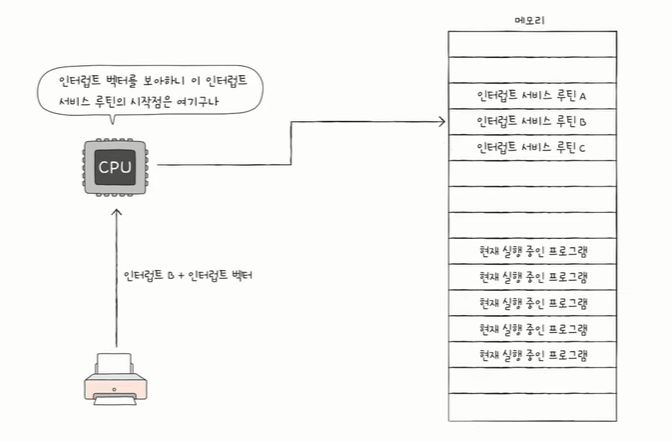 메모리
인터럽트 벡터를 보아하니 이 인터럽트
서비스 루틴의 시작점은 여기구나
CPU
인터럽트 B + 인터럽트 벡터
인터럽트 서비스 루틴 A
인터럽트 서비스 루틴 B
인터럽트 서비스 루틴 C
현재 실행 중인 프로그램
현재 실행 중인 프로그램
현재 실행 중인 프로그램
현재 실행 중인 프로그램
현재 실행 중인 프로그램